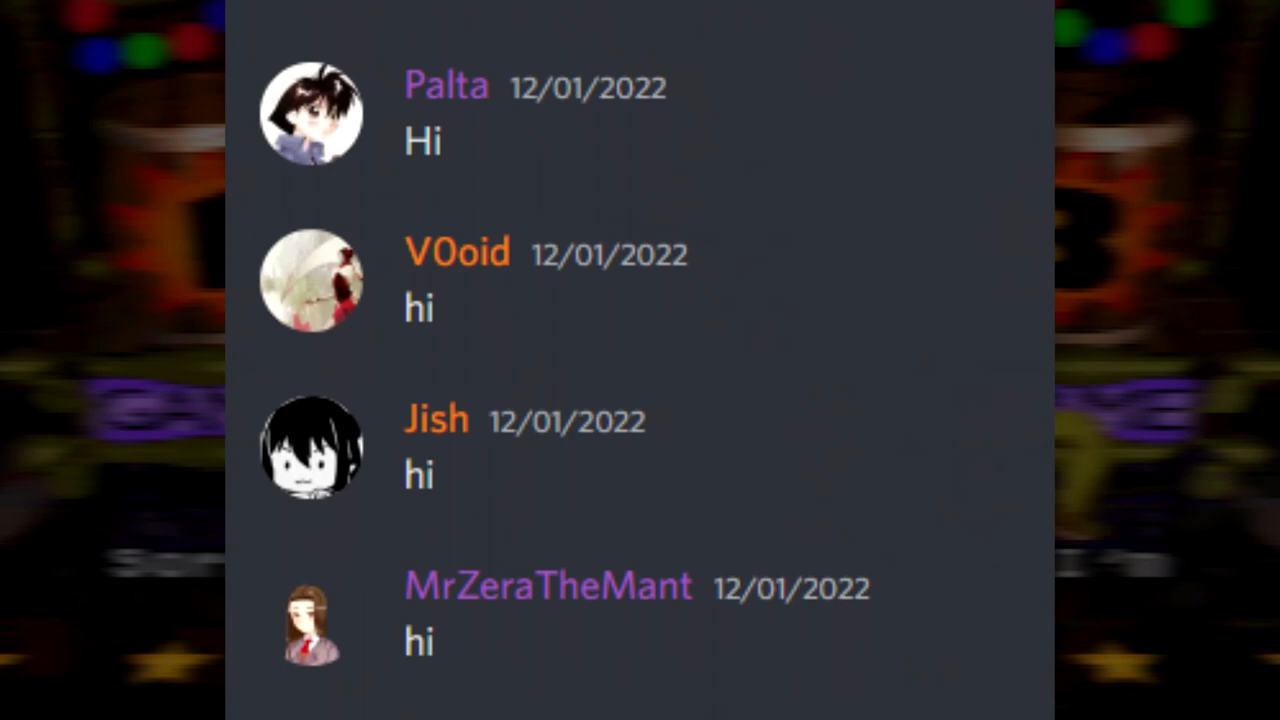 Palta 12/01/2022
Hi
V0oid 12/01/2022
hi
Jish 12/01/2022
hi
MrZeraTheMant 12/01/2022
hi